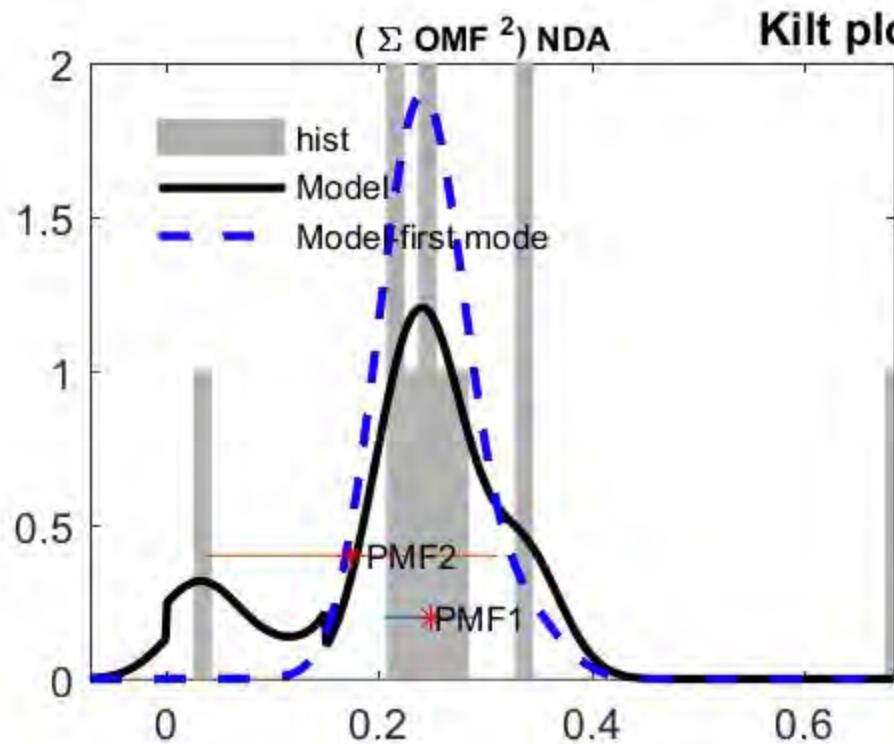 ( Σ OMF ²) NDA
Kilt plo
2
hist
Model
1.5
Model-first mode
1
0.5
PMF2
PMF1
0
0 0.2 0.4 0.6